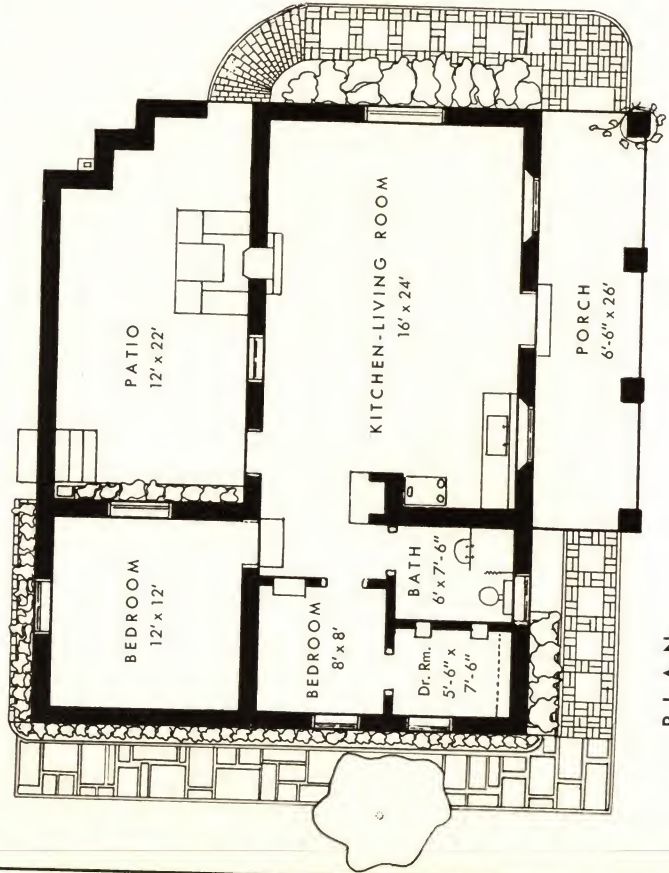 BEDROOM
12' x 12'
PATIO
12' x 22'
BEDROOM
8' x 8'
Dr. Rm.
5'-6" x
7'-6"
BATH
6' x 7'-6"
KITCHEN-LIVING ROOM
16' x 24'
PORCH
6'-6" x 26'
PLAN